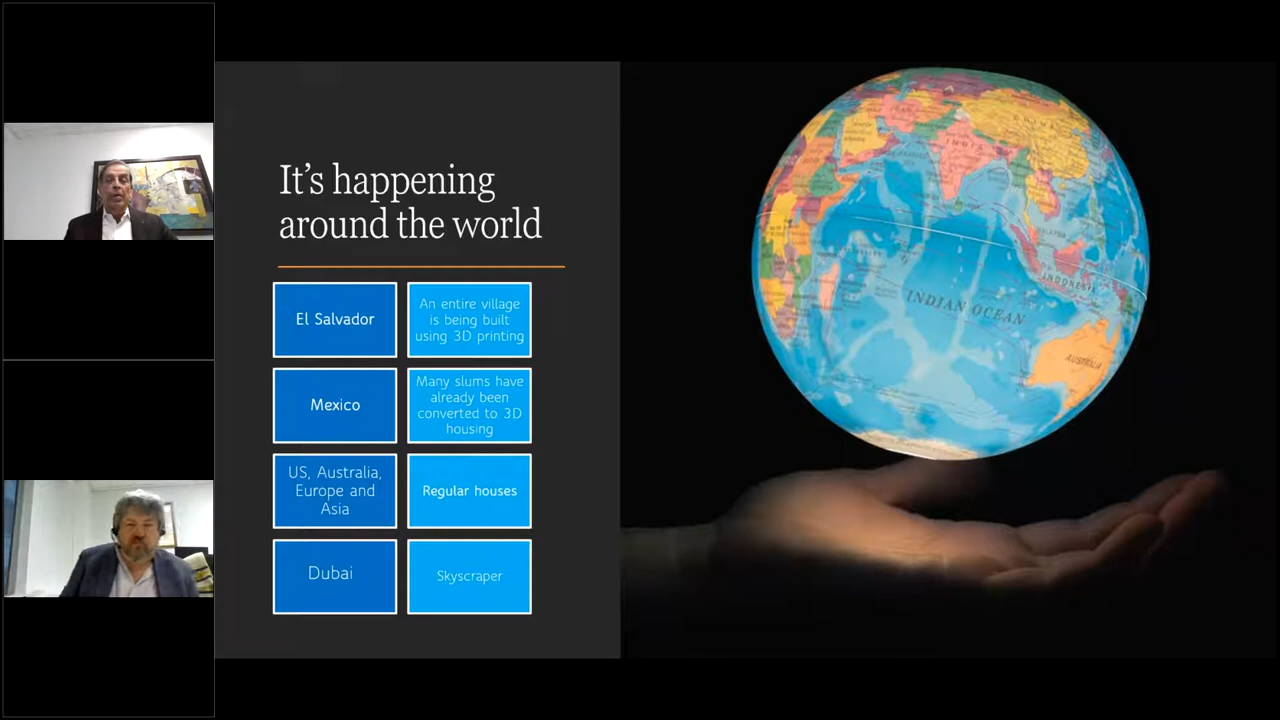 It's happening
around the world
El Salvador
An entire village
is being built
using 3D printing
Mexico
Many slums have
already been
converted to 3D
housing
US, Australia,
Europe and
Asia
Regular houses
Dubai
Skyscraper
CHINA
INDIA
MALAYSIA
INDONESIA
INDIAN OCEAN
AUSTRALIA